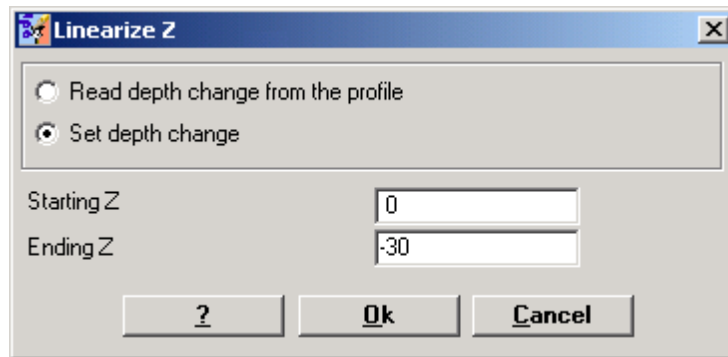 Linearize Z
Read depth change from the profile
Set depth change
Starting Z 0
Ending Z -30
? Ok Cancel